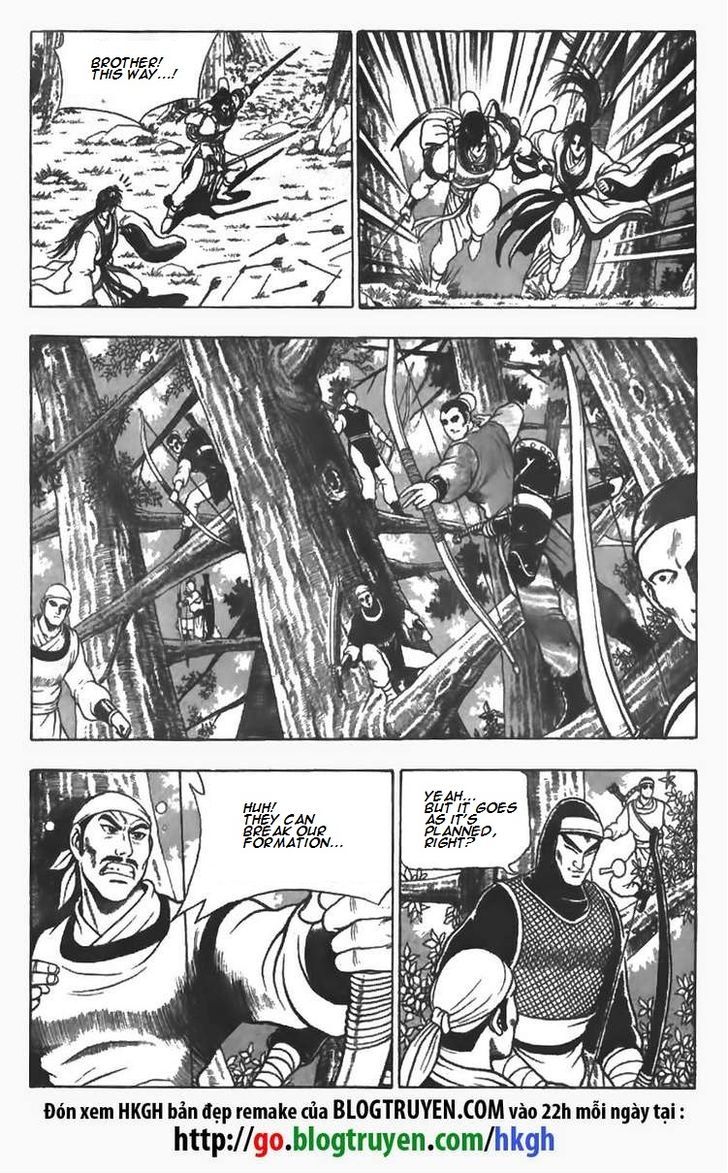 BROTHER!
THIS WAY...!
HUH!
THEY CAN
BREAK OUR
FORMATION...
YEAH...
BUT IT GOES
AS IT'S
PLANNED,
RIGHT?
Đón xem HKGH bản đẹp remake của BLOGTRUYEN.COM vào 22h mỗi ngày tại :
http://go.blogtruyen.com/hkgh